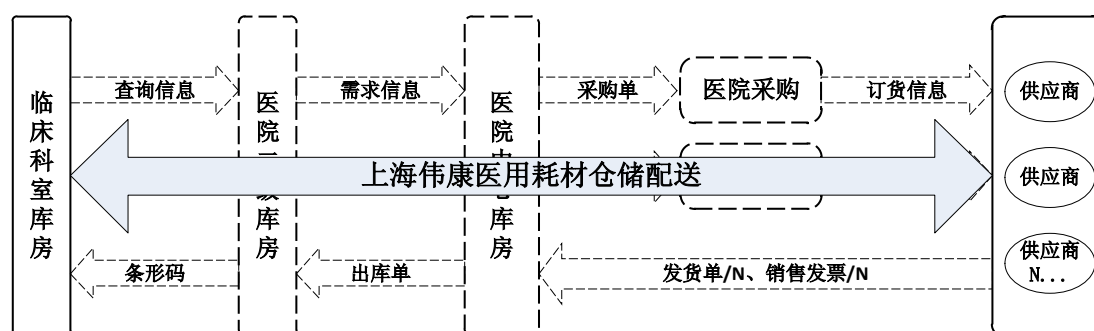 临床科室库房
查询信息
医院
级库房
需求信息
医院
库房
采购单
医院采购
订货信息
供应商
供应商
供应商
N...
上海伟康医用耗材仓储配送
条形码
出库单
发货单/N、销售发票/N